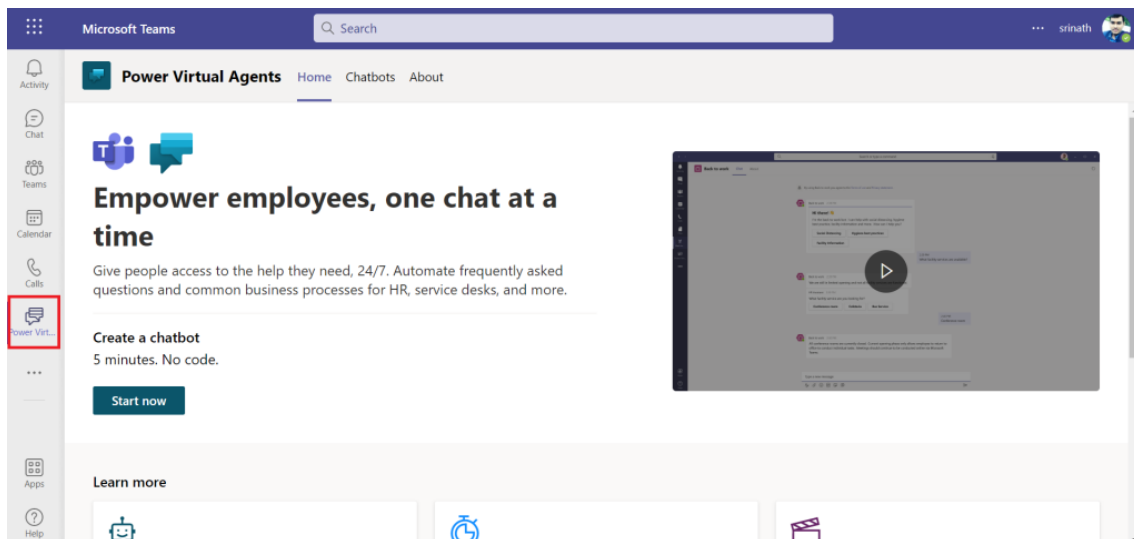 Microsoft Teams
Search
srinath
Activity
Chat
Teams
Calendar
Calls
Power Virt...
Apps
Help
Power Virtual Agents Home Chatbots About
Empower employees, one chat at a
time
Give people access to the help they need, 24/7. Automate frequently asked
questions and common business processes for HR, service desks, and more.
Create a chatbot
5 minutes. No code.
Start now
Learn more